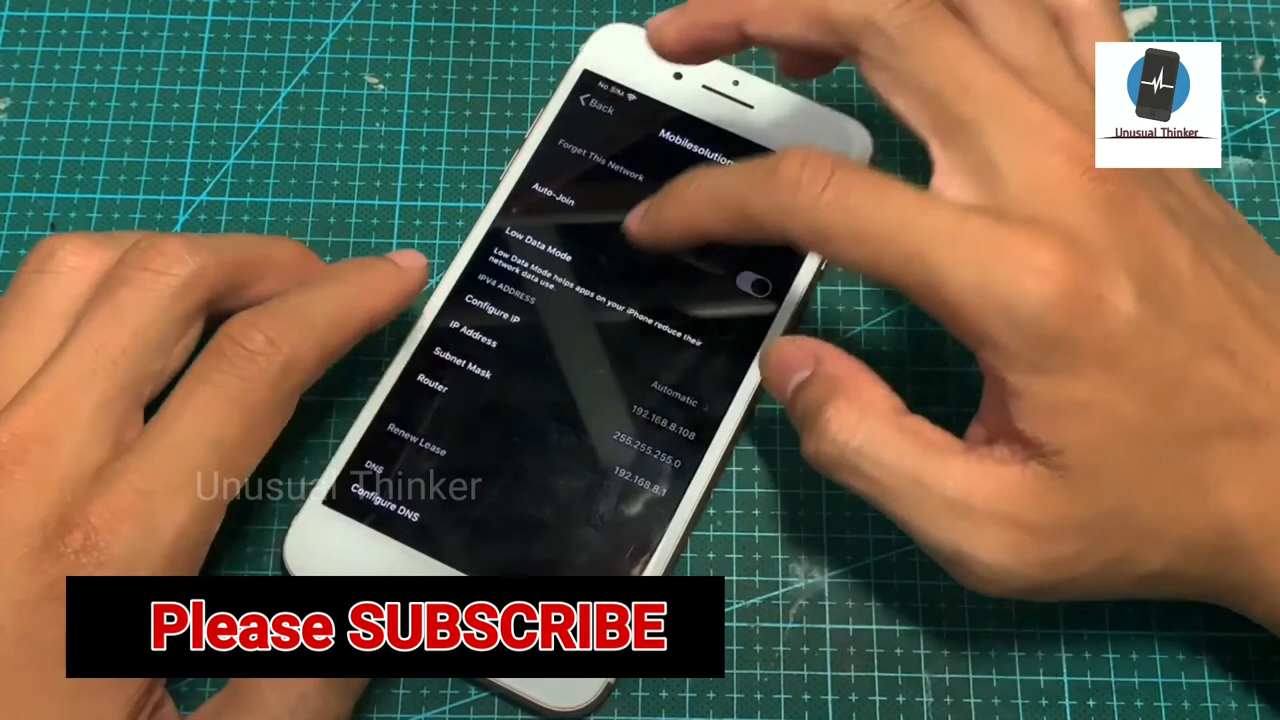 No SIM
Back
Mobilesolution
Forget This Network
Auto-Join
Low Data Mode
Low Data Mode helps apps on your iPhone reduce their
network data use.
IPV4 ADDRESS
Configure IP
Automatic
IP Address
192.168.8.108
Subnet Mask
255.255.255.0
Router
192.168.8.1
Renew Lease
DNS
Configure DNS
Unusual Thinker
Unusual Thinker
Please SUBSCRIBE